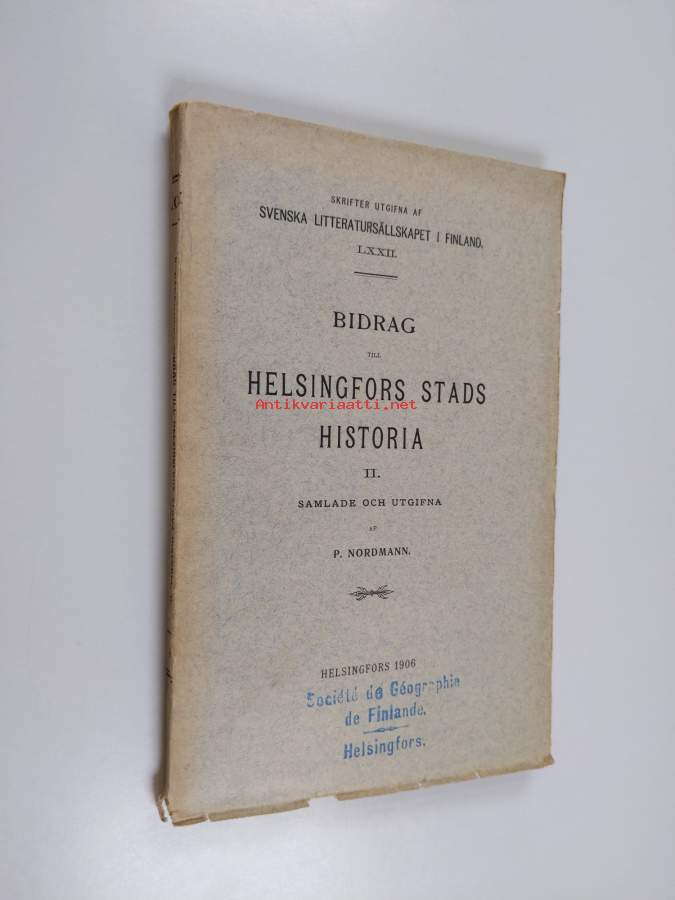 SKRIFTER UTGIFNA AF
SVENSKA LITTERATURSÄLLSKAPET I FINLAND.
LXXII.
BIDRAG
TILL
HELSINGFORS STADS
Antikvariaatti.net
HISTORIA
II.
SAMLADE OCH UTGIFNA
AF
P. NORDMANN.
HELSINGFORS 1906
Société de Géographie
de Finlande.
Helsingfors.